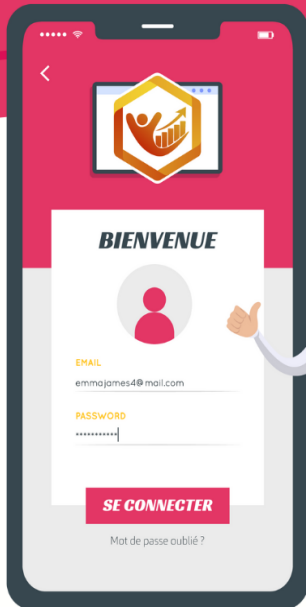 BIENVENUE
EMAIL
emmajames4@mail.com
PASSWORD
***********
SE CONNECTER
Mot de passe oublié ?